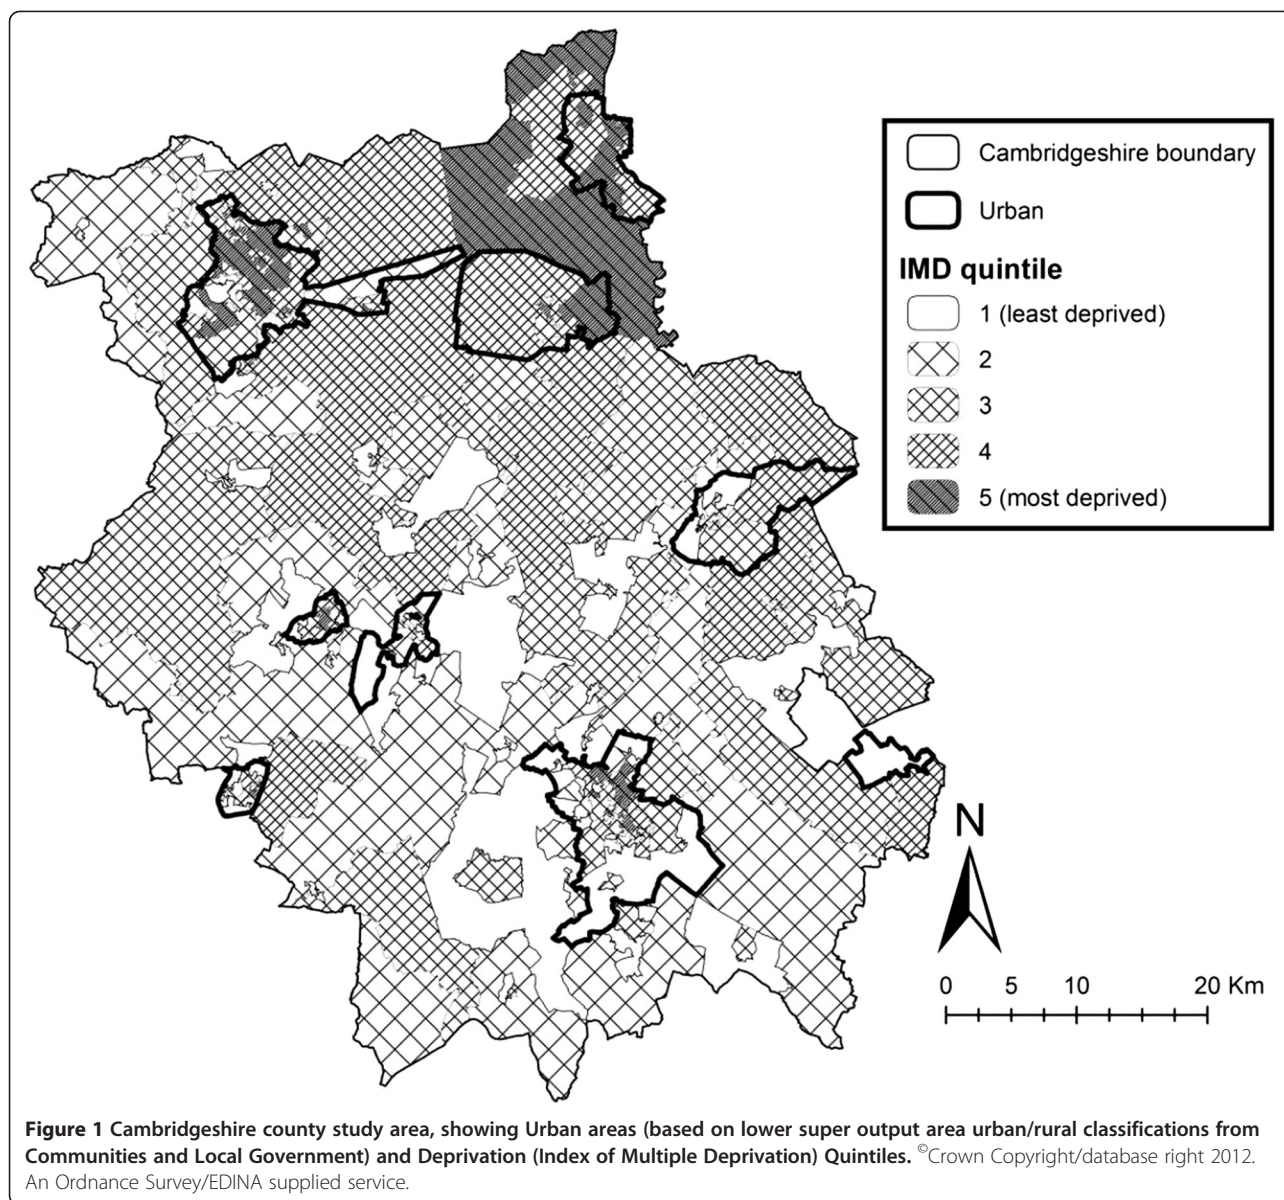 Cambridgeshire boundary
Urban
IMD quintile
1 (least deprived)
2
3
4
5 (most deprived)
N
0 5 10 20 Km
Figure 1 Cambridgeshire county study area, showing Urban areas (based on lower super output area urban/rural classifications from
Communities and Local Government) and Deprivation (Index of Multiple Deprivation) Quintiles. ©Crown Copyright/database right 2012.
An Ordnance Survey/EDINA supplied service.